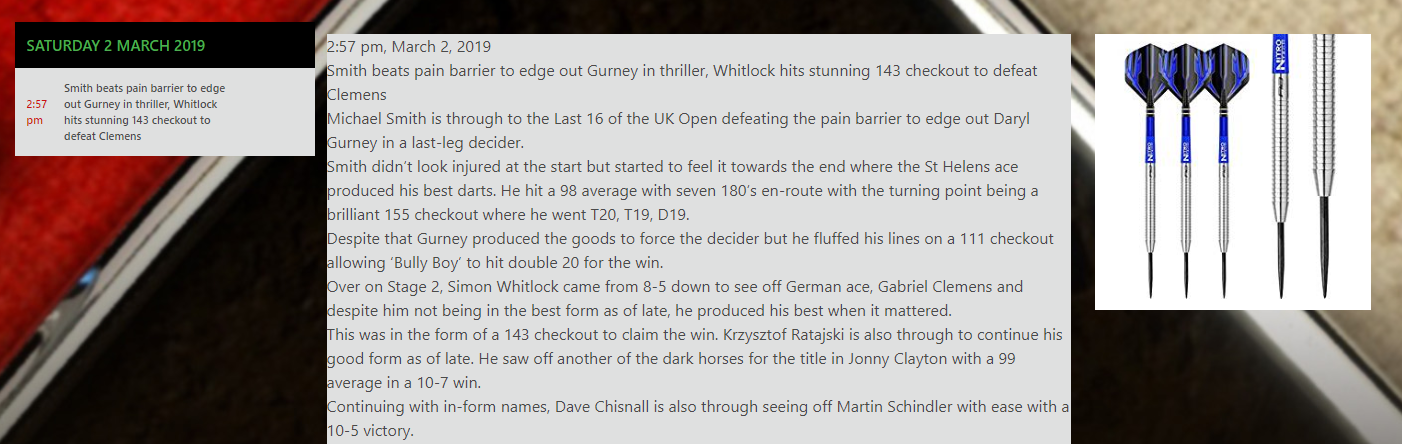 SATURDAY 2 MARCH 2019
2:57
pm
Smith beats pain barrier to edge
out Gurney in thriller, Whitlock
hits stunning 143 checkout to
defeat Clemens
2:57 pm, March 2, 2019
Smith beats pain barrier to edge out Gurney in thriller, Whitlock hits stunning 143 checkout to defeat
Clemens
Michael Smith is through to the Last 16 of the UK Open defeating the pain barrier to edge out Daryl
Gurney in a last-leg decider.
Smith didn’t look injured at the start but started to feel it towards the end where the St Helens ace
produced his best darts. He hit a 98 average with seven 180’s en-route with the turning point being a
brilliant 155 checkout where he went T20, T19, D19.
Despite that Gurney produced the goods to force the decider but he fluffed his lines on a 111 checkout
allowing ‘Bully Boy’ to hit double 20 for the win.
Over on Stage 2, Simon Whitlock came from 8-5 down to see off German ace, Gabriel Clemens and
despite him not being in the best form as of late, he produced his best when it mattered.
This was in the form of a 143 checkout to claim the win. Krzysztof Ratajski is also through to continue his
good form as of late. He saw off another of the dark horses for the title in Jonny Clayton with a 99
average in a 10-7 win.
Continuing with in-form names, Dave Chisnall is also through seeing off Martin Schindler with ease with a
10-5 victory.
NITRO